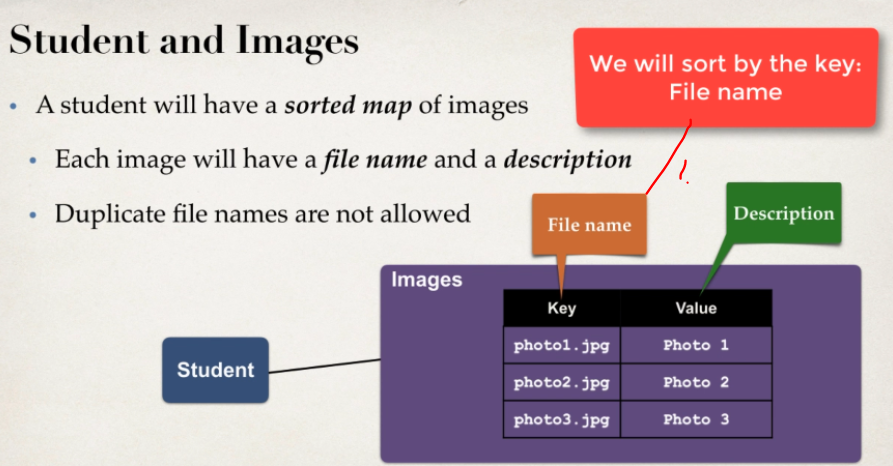 Student and Images
We will sort by the key:
File name
• A student will have a sorted map of images
• Each image will have a file name and a description
• Duplicate file names are not allowed
File name
Description
Images
Key Value
photo1.jpg Photo 1
photo2.jpg Photo 2
photo3.jpg Photo 3
Student